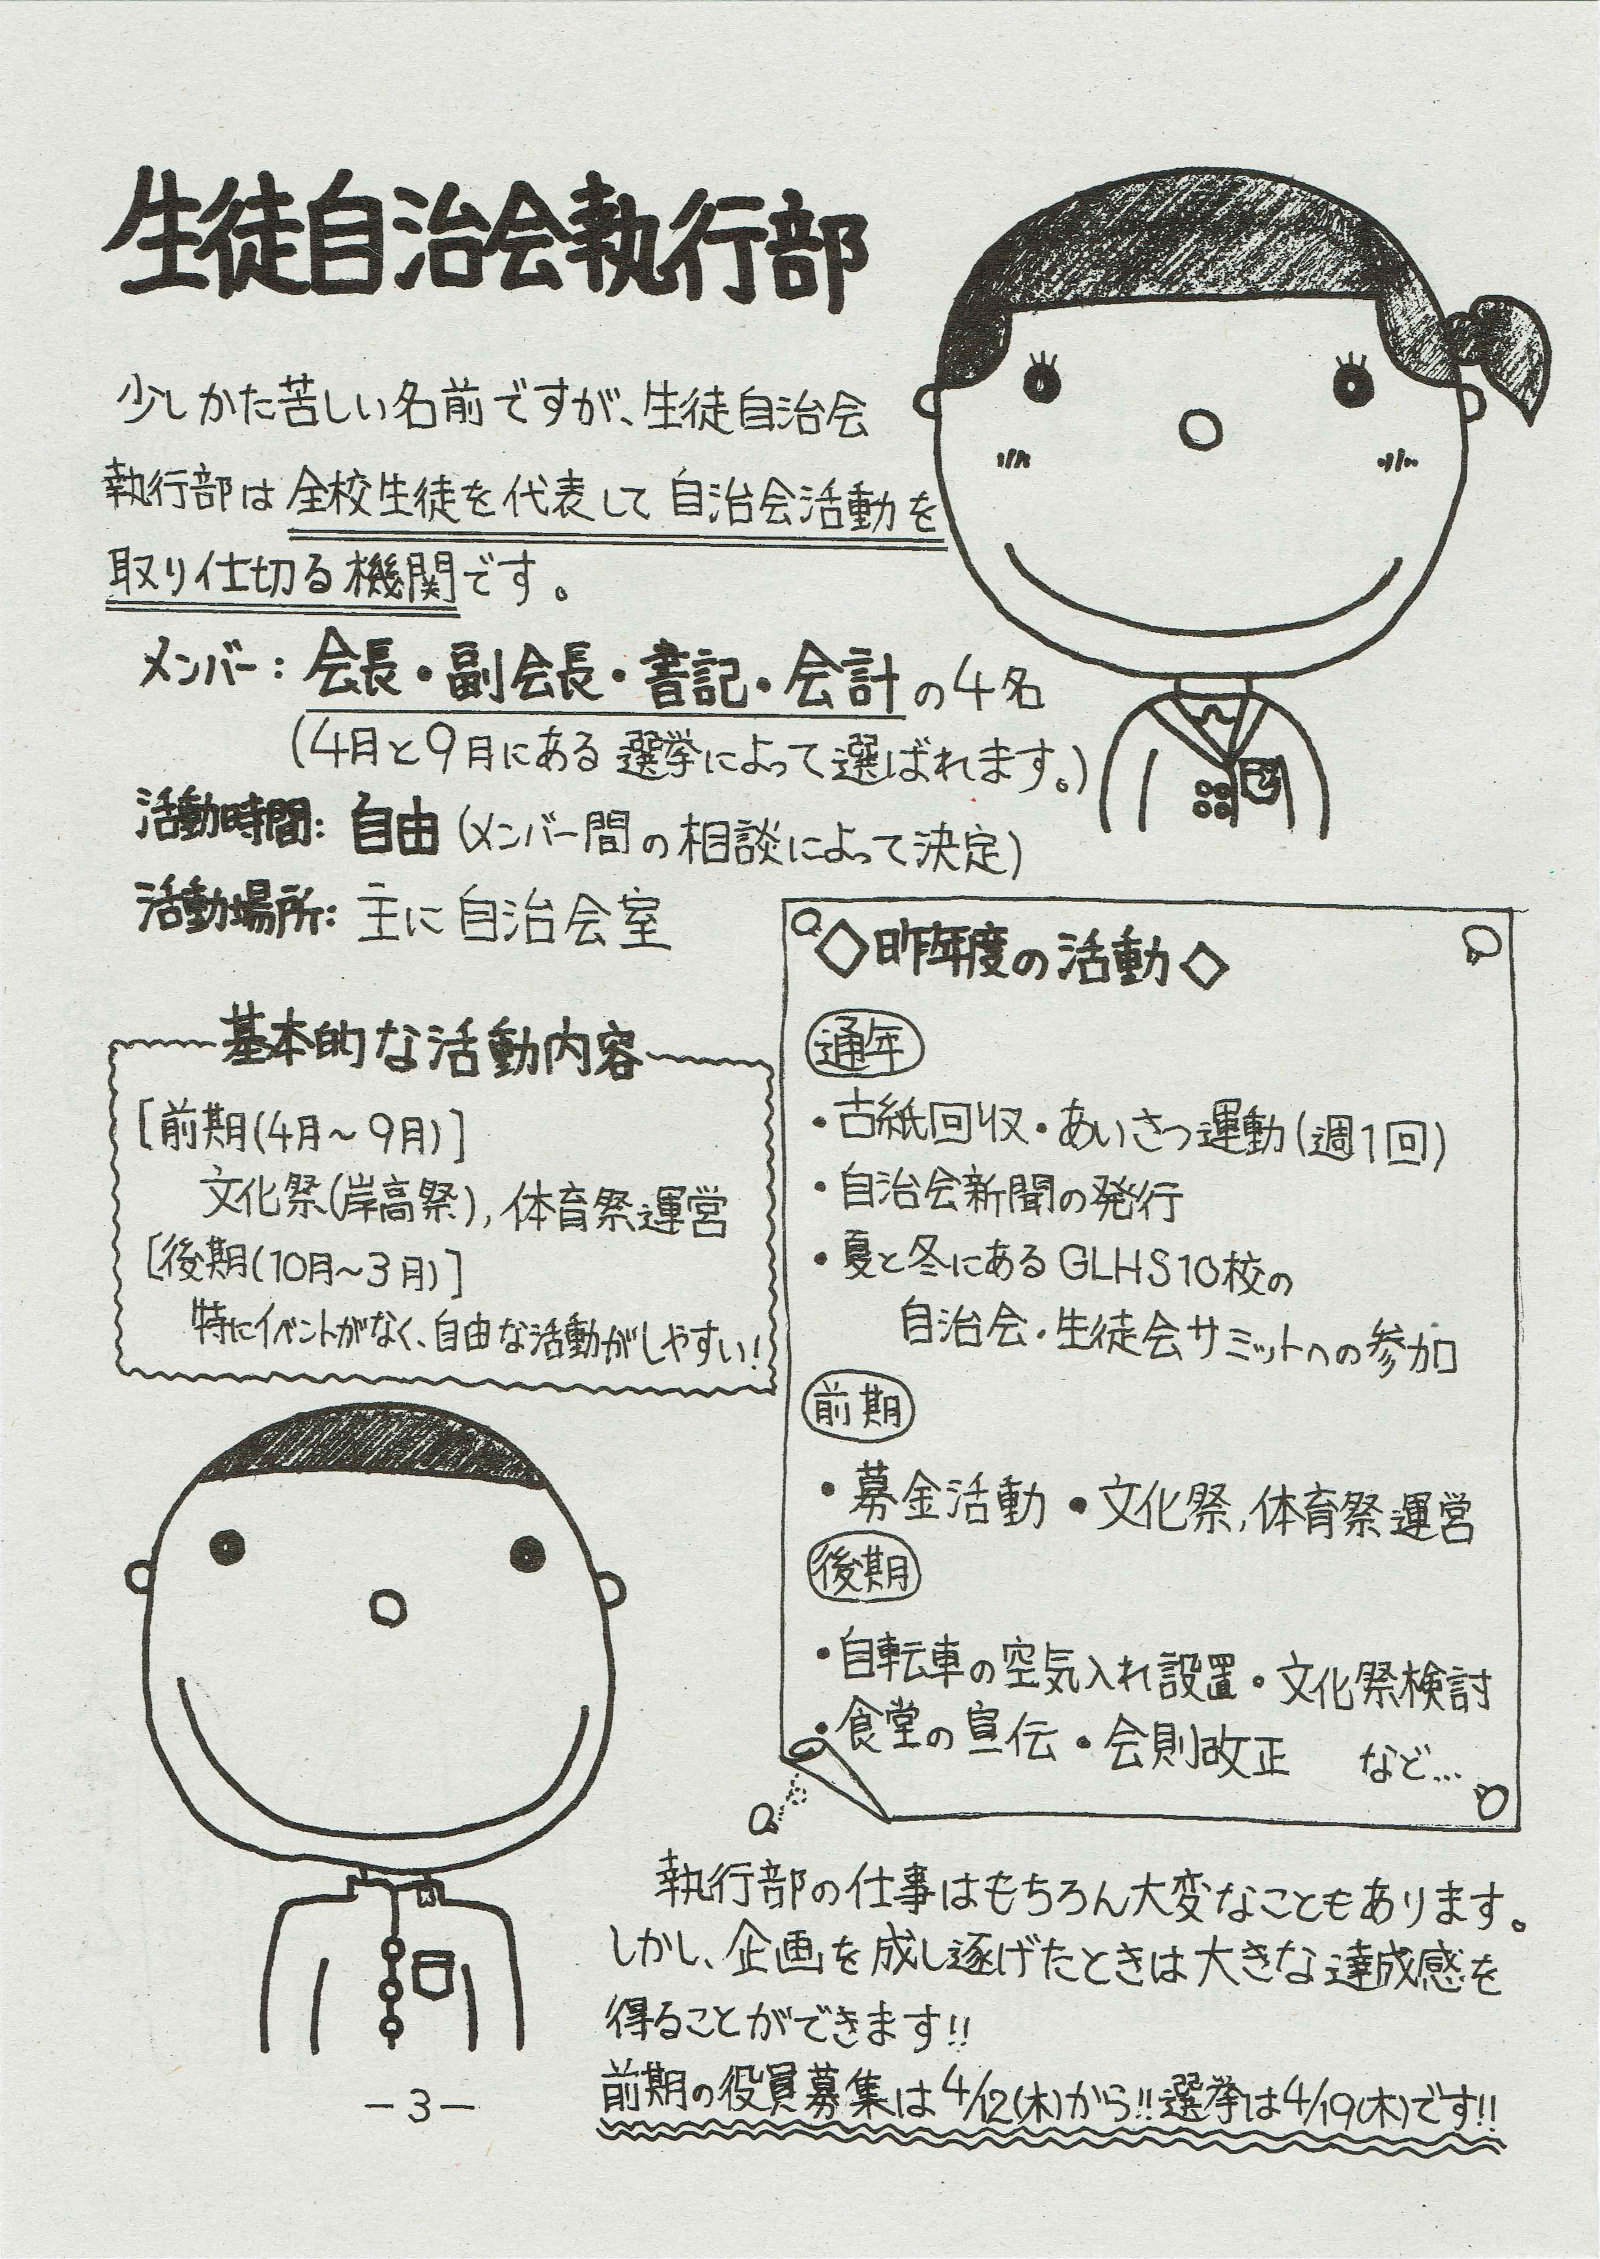 生徒自治会執行部
少しかた苦しい名前ですが、生徒自治会
執行部は全校生徒を代表して自治会活動を
取り仕切る機関です。
メンバー：会長・副会長・書記・会計の4名
(4月と9月にある選挙によって選ばれます。)
活動時間：自由(メンバー間の相談によって決定)
活動場所：主に自治会室
基本的な活動内容
[前期(4月～9月)]
文化祭(岸高祭),体育祭運営
[後期(10月～3月)]
特にイベントがなく、自由な活動がしやすい!
◇昨年度の活動◇
通年
・古紙回収・あいさつ運動(週1回)
・自治会新聞の発行
・夏と冬にあるGLHS10校の
自治会・生徒会サミットへの参加
前期
・募金活動・文化祭,体育祭運営
後期
・自転車の空気入れ設置・文化祭検討
・食堂の宣伝・会則改正 など…
執行部の仕事はもちろん大変なこともあります。
しかし、企画を成し遂げたときは大きな達成感を
得ることができます!!
前期の役員募集は4/12(木)から!!選挙は4/19(木)です!!
-3-